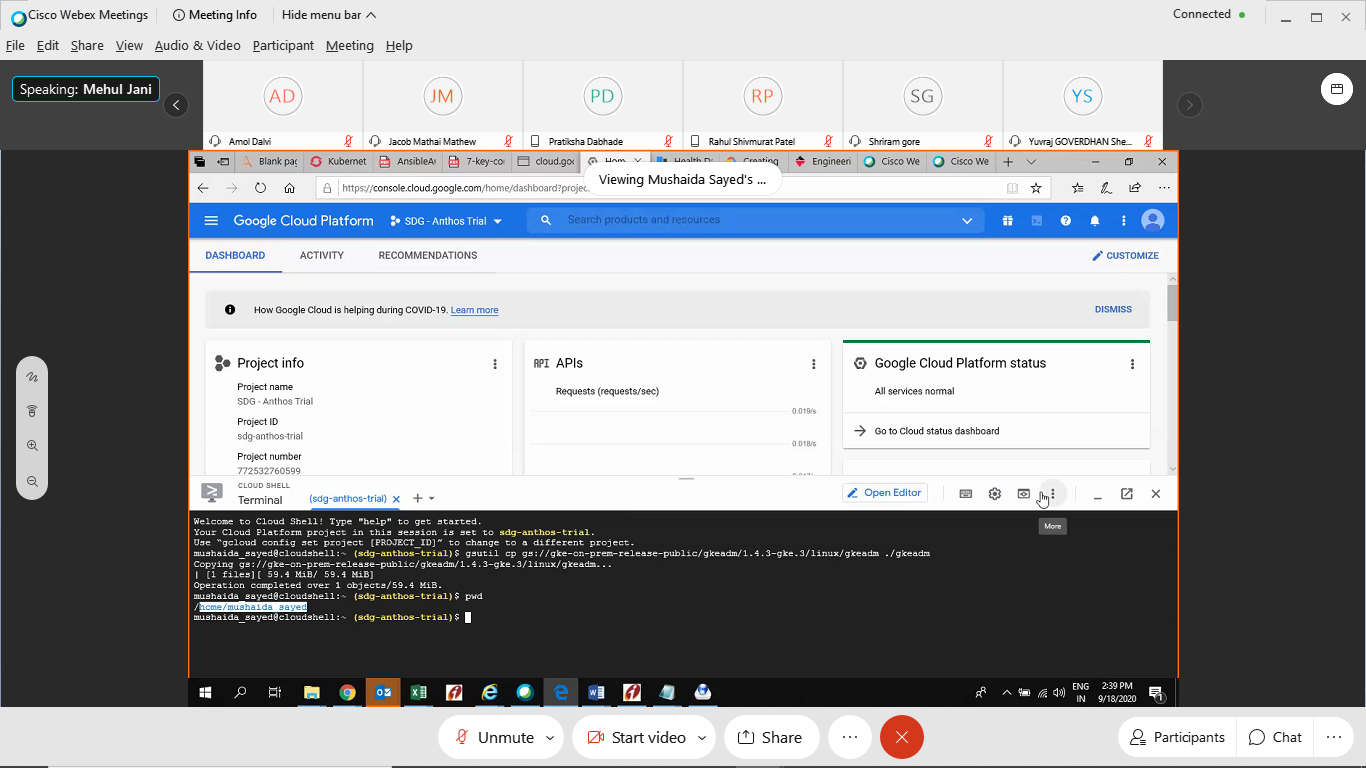 Cisco Webex Meetings
Meeting Info
Hide menu bar
Connected
File Edit Share View Audio & Video Participant Meeting Help
Speaking: Mehul Jani
AD JM PD RP SG YS
Amol Dalvi
Jacob Mathai Mathew
Pratiksha Dabhade
Rahul Shivmurat Patel
Shriram gore
Yuvraj GOVERDHAN She...
Blank pag
Kubernet
AnsibleA
7-key-co
cloud.go
Hom
Health D
Creating
Engineeri
Cisco We
Cisco We
https://console.cloud.google.com/home/dashboard?projec
Viewing Mushaida Sayed's ...
Google Cloud Platform
SDG - Anthos Trial
Search products and resources
DASHBOARD ACTIVITY RECOMMENDATIONS
CUSTOMIZE
How Google Cloud is helping during COVID-19. Learn more
DISMISS
Project info
Project name
SDG - Anthos Trial
Project ID
sdg-anthos-trial
Project number
772532760599
API APIs
Requests (requests/sec)
0.019/s
0.018/s
Google Cloud Platform status
All services normal
Go to Cloud status dashboard
CLOUD SHELL
Terminal
(sdg-anthos-trial)
Open Editor
More
Welcome to Cloud Shell! Type "help" to get started.
Your Cloud Platform project in this session is set to sdg-anthos-trial.
Use “gcloud config set project [PROJECT_ID]” to change to a different project.
mushaida_sayed@cloudshell:~ (sdg-anthos-trial)$ gsutil cp gs://gke-on-prem-release-public/gkeadm/1.4.3-gke.3/linux/gkeadm ./gkeadm
Copying gs://gke-on-prem-release-public/gkeadm/1.4.3-gke.3/linux/gkeadm...
| [1 files][ 59.4 MiB/ 59.4 MiB]
Operation completed over 1 objects/59.4 MiB.
mushaida_sayed@cloudshell:~ (sdg-anthos-trial)$ pwd
/home/mushaida_sayed
mushaida_sayed@cloudshell:~ (sdg-anthos-trial)$
ENG
IN
2:39 PM
9/18/2020
1
Unmute
Start video
Share
Participants
Chat